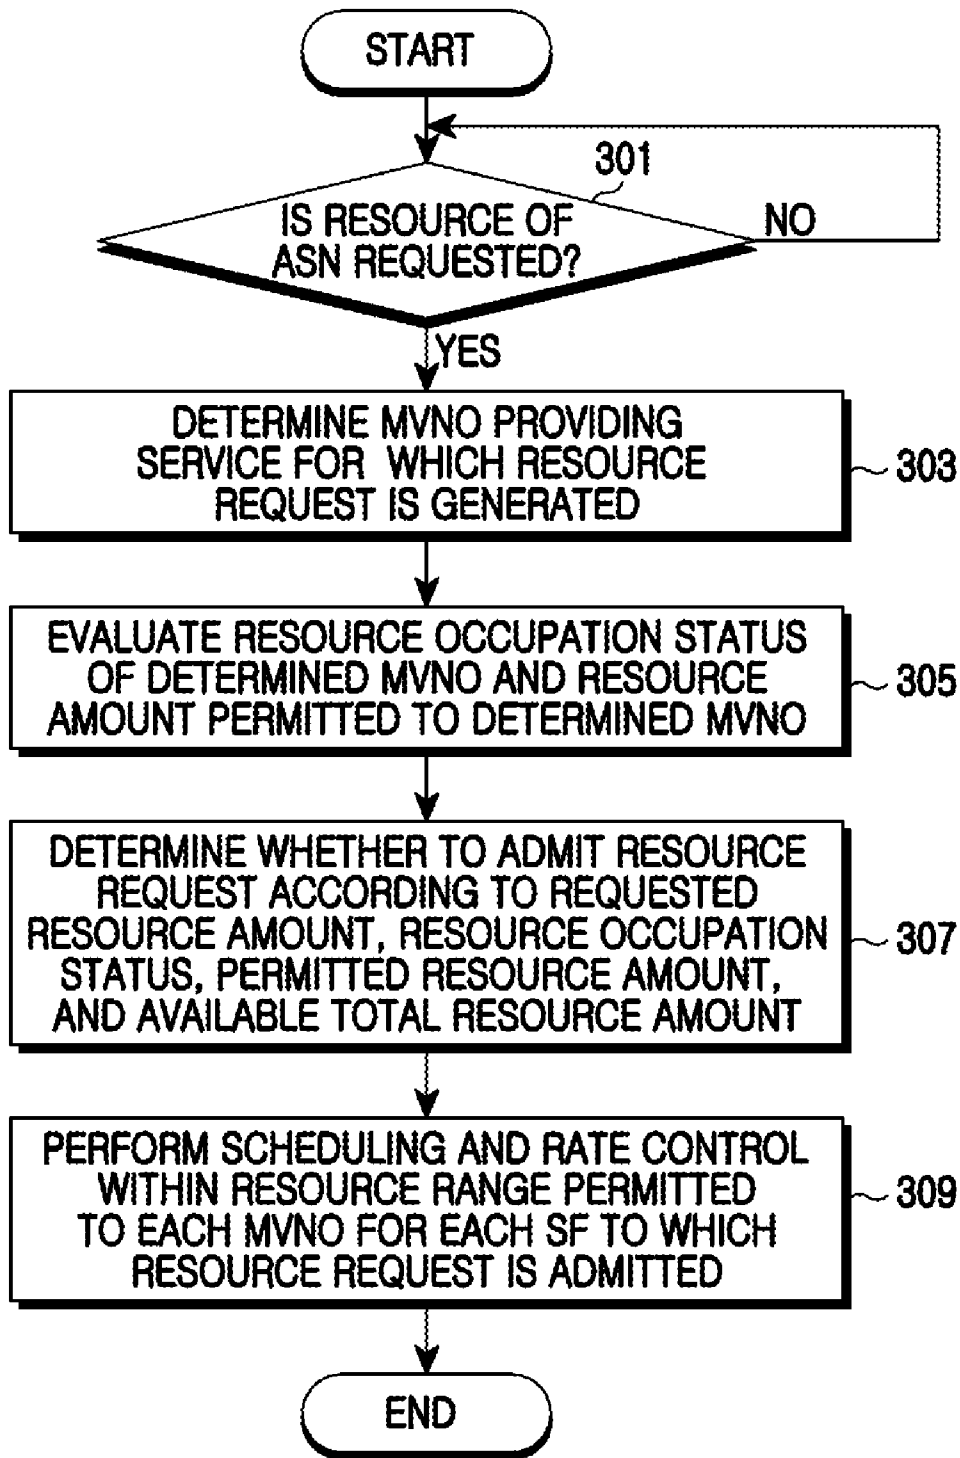 START
301
IS RESOURCE OF
ASN REQUESTED?
NO
YES
DETERMINE MVNO PROVIDING
SERVICE FOR WHICH RESOURCE
REQUEST IS GENERATED
303
EVALUATE RESOURCE OCCUPATION STATUS
OF DETERMINED MVNO AND RESOURCE
AMOUNT PERMITTED TO DETERMINED MVNO
305
DETERMINE WHETHER TO ADMIT RESOURCE
REQUEST ACCORDING TO REQUESTED
RESOURCE AMOUNT, RESOURCE OCCUPATION
STATUS, PERMITTED RESOURCE AMOUNT,
AND AVAILABLE TOTAL RESOURCE AMOUNT
307
PERFORM SCHEDULING AND RATE CONTROL
WITHIN RESOURCE RANGE PERMITTED
TO EACH MVNO FOR EACH SF TO WHICH
RESOURCE REQUEST IS ADMITTED
309
END